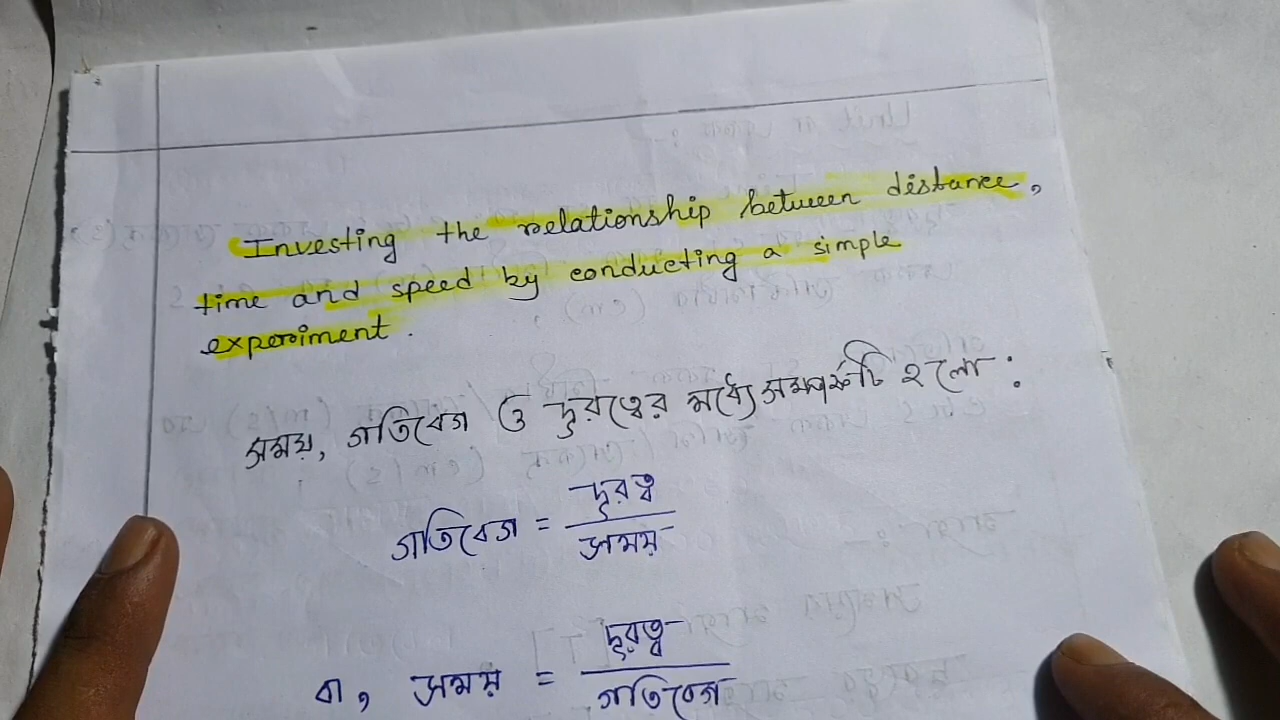 Investing the relationship between distance,
time and speed by conducting a simple
experiment.
সময়, গতিবেগ ও দুরত্বের মধ্যে সম্পর্কটি হলো :
গতিবেগ = দুরত্ব / সময়
বা, সময় = দুরত্ব / গতিবেগ